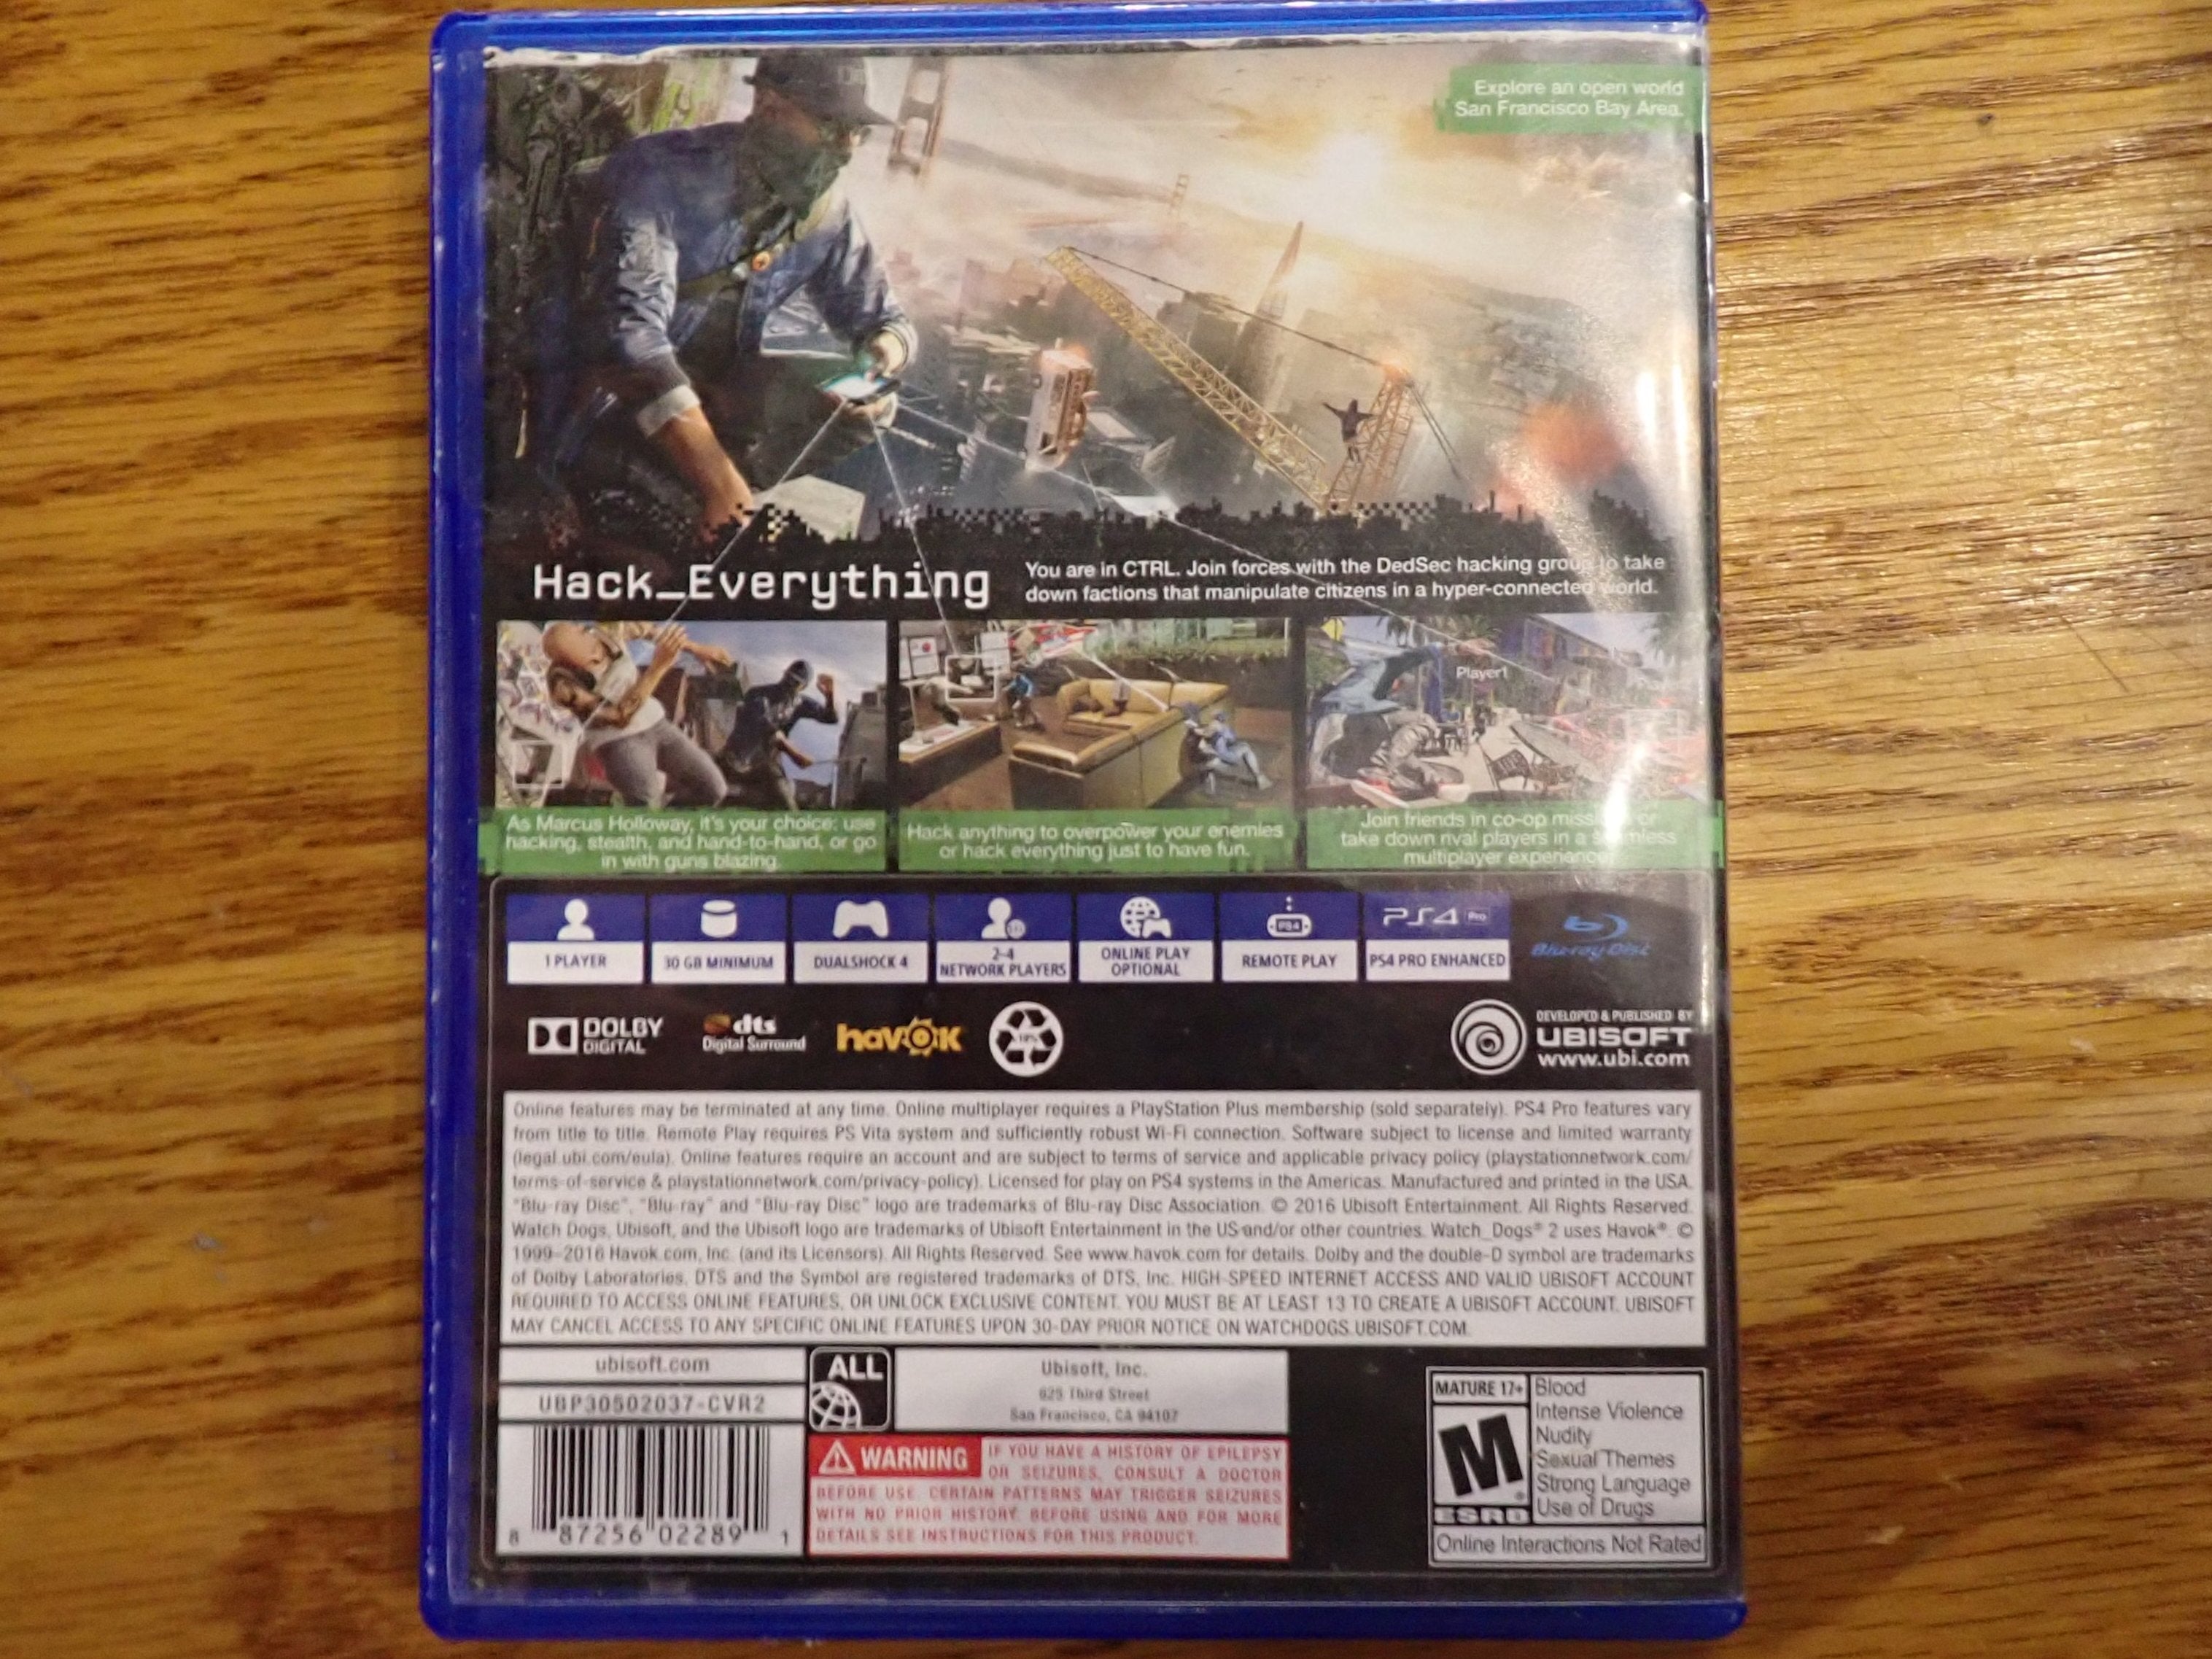 Explore an open world
San Francisco Bay Area.
Hack_Everything
You are in CTRL. Join forces with the DedSec hacking group to take
down factions that manipulate citizens in a hyper-connected world.
Player1
As Marcus Holloway, it's your choice: use
hacking, stealth, and hand-to-hand, or go
in with guns blazing.
Hack anything to overpower your enemies
or hack everything just to have fun.
Join friends in co-op missions or
take down rival players in a seamless
multiplayer experience.
1 PLAYER
30 GB MINIMUM
DUALSHOCK 4
2-4
NETWORK PLAYERS
ONLINE PLAY
OPTIONAL
PS4
REMOTE PLAY
PS4 Pro
PS4 PRO ENHANCED
Blu-ray Disc
DOLBY
DIGITAL
dts
Digital Surround
havok
DEVELOPED & PUBLISHED BY
UBISOFT
www.ubi.com
Online features may be terminated at any time. Online multiplayer requires a PlayStation Plus membership (sold separately). PS4 Pro features vary
from title to title. Remote Play requires PS Vita system and sufficiently robust Wi-Fi connection. Software subject to license and limited warranty
(legal.ubi.com/eula). Online features require an account and are subject to terms of service and applicable privacy policy (playstationnetwork.com/
terms-of-service & playstationnetwork.com/privacy-policy). Licensed for play on PS4 systems in the Americas. Manufactured and printed in the USA.
"Blu-ray Disc", "Blu-ray" and "Blu-ray Disc" logo are trademarks of Blu-ray Disc Association. © 2016 Ubisoft Entertainment. All Rights Reserved.
Watch Dogs, Ubisoft, and the Ubisoft logo are trademarks of Ubisoft Entertainment in the US and/or other countries. Watch_Dogs® 2 uses Havok®. ©
1999–2016 Havok.com, Inc. (and its Licensors). All Rights Reserved. See www.havok.com for details. Dolby and the double-D symbol are trademarks
of Dolby Laboratories. DTS and the Symbol are registered trademarks of DTS, Inc. HIGH-SPEED INTERNET ACCESS AND VALID UBISOFT ACCOUNT
REQUIRED TO ACCESS ONLINE FEATURES, OR UNLOCK EXCLUSIVE CONTENT. YOU MUST BE AT LEAST 13 TO CREATE A UBISOFT ACCOUNT. UBISOFT
MAY CANCEL ACCESS TO ANY SPECIFIC ONLINE FEATURES UPON 30-DAY PRIOR NOTICE ON WATCHDOGS.UBISOFT.COM.
ubisoft.com
UBP30502037-CVR2
8 87256 02289 1
ALL
Ubisoft, Inc.
625 Third Street
San Francisco, CA 94107
WARNING IF YOU HAVE A HISTORY OF EPILEPSY
OR SEIZURES, CONSULT A DOCTOR
BEFORE USE. CERTAIN PATTERNS MAY TRIGGER SEIZURES
WITH NO PRIOR HISTORY. BEFORE USING AND FOR MORE
DETAILS SEE INSTRUCTIONS FOR THIS PRODUCT.
MATURE 17+
M
ESRB
Blood
Intense Violence
Nudity
Sexual Themes
Strong Language
Use of Drugs
Online Interactions Not Rated